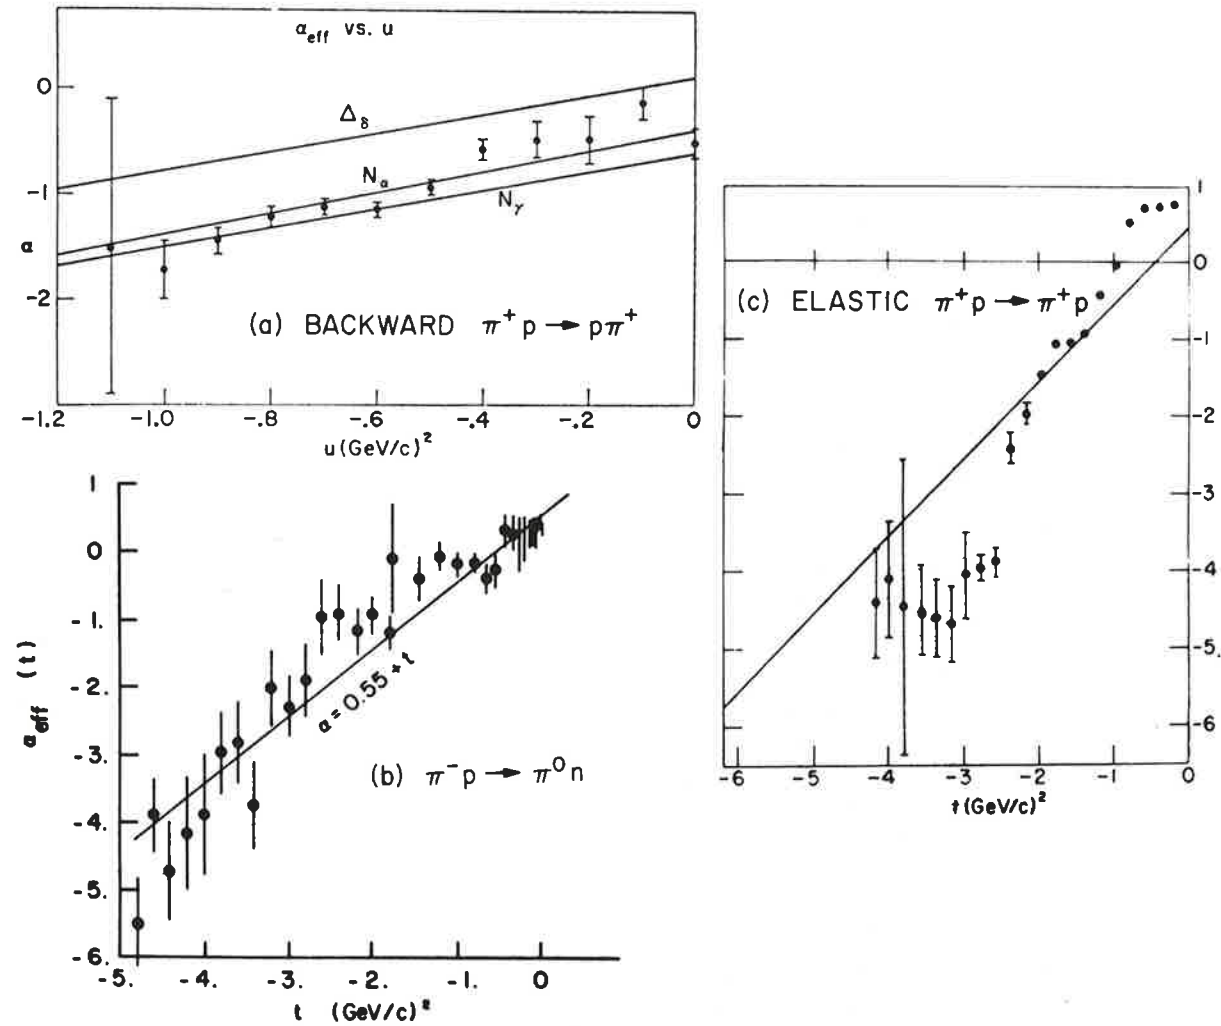 α_eff vs. u
0
-1
-2
α
Δ_δ
N_α
N_γ
(a) BACKWARD π⁺p → pπ⁺
-1.2 -1.0 -.8 -.6 -.4 -.2 0
u(GeV/c)²
1
0
-1.
-2.
-3.
-4.
-5.
-6.
α_eff (t)
α = 0.55 + t
(b) π⁻p → π⁰n
-5. -4. -3. -2. -1. 0
t (GeV/c)²
1
0
-1
-2
-3
-4
-5.
-6
(c) ELASTIC π⁺p → π⁺p
-6 -5 -4 -3 -2 -1 0
t(GeV/c)²